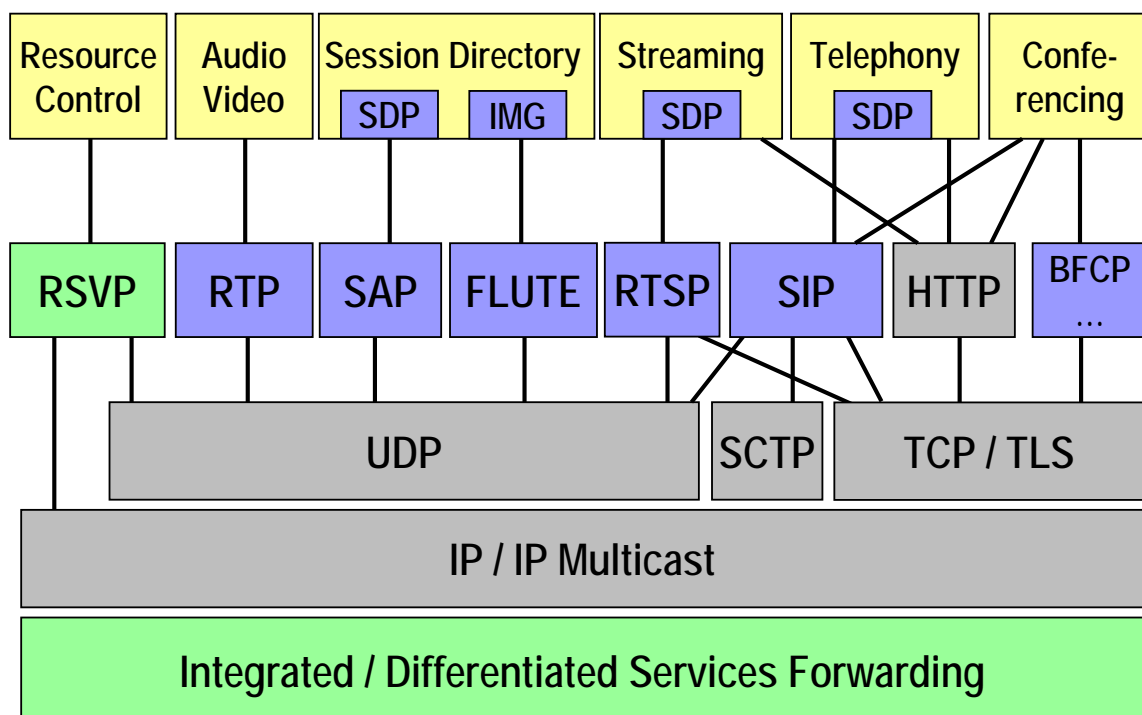 Resource
Control
Audio
Video
Session Directory
SDP
IMG
Streaming
SDP
Telephony
SDP
Confe-
rencing
RSVP
RTP
SAP
FLUTE
RTSP
SIP
HTTP
BFCP
...
UDP
SCTP
TCP / TLS
IP / IP Multicast
Integrated / Differentiated Services Forwarding